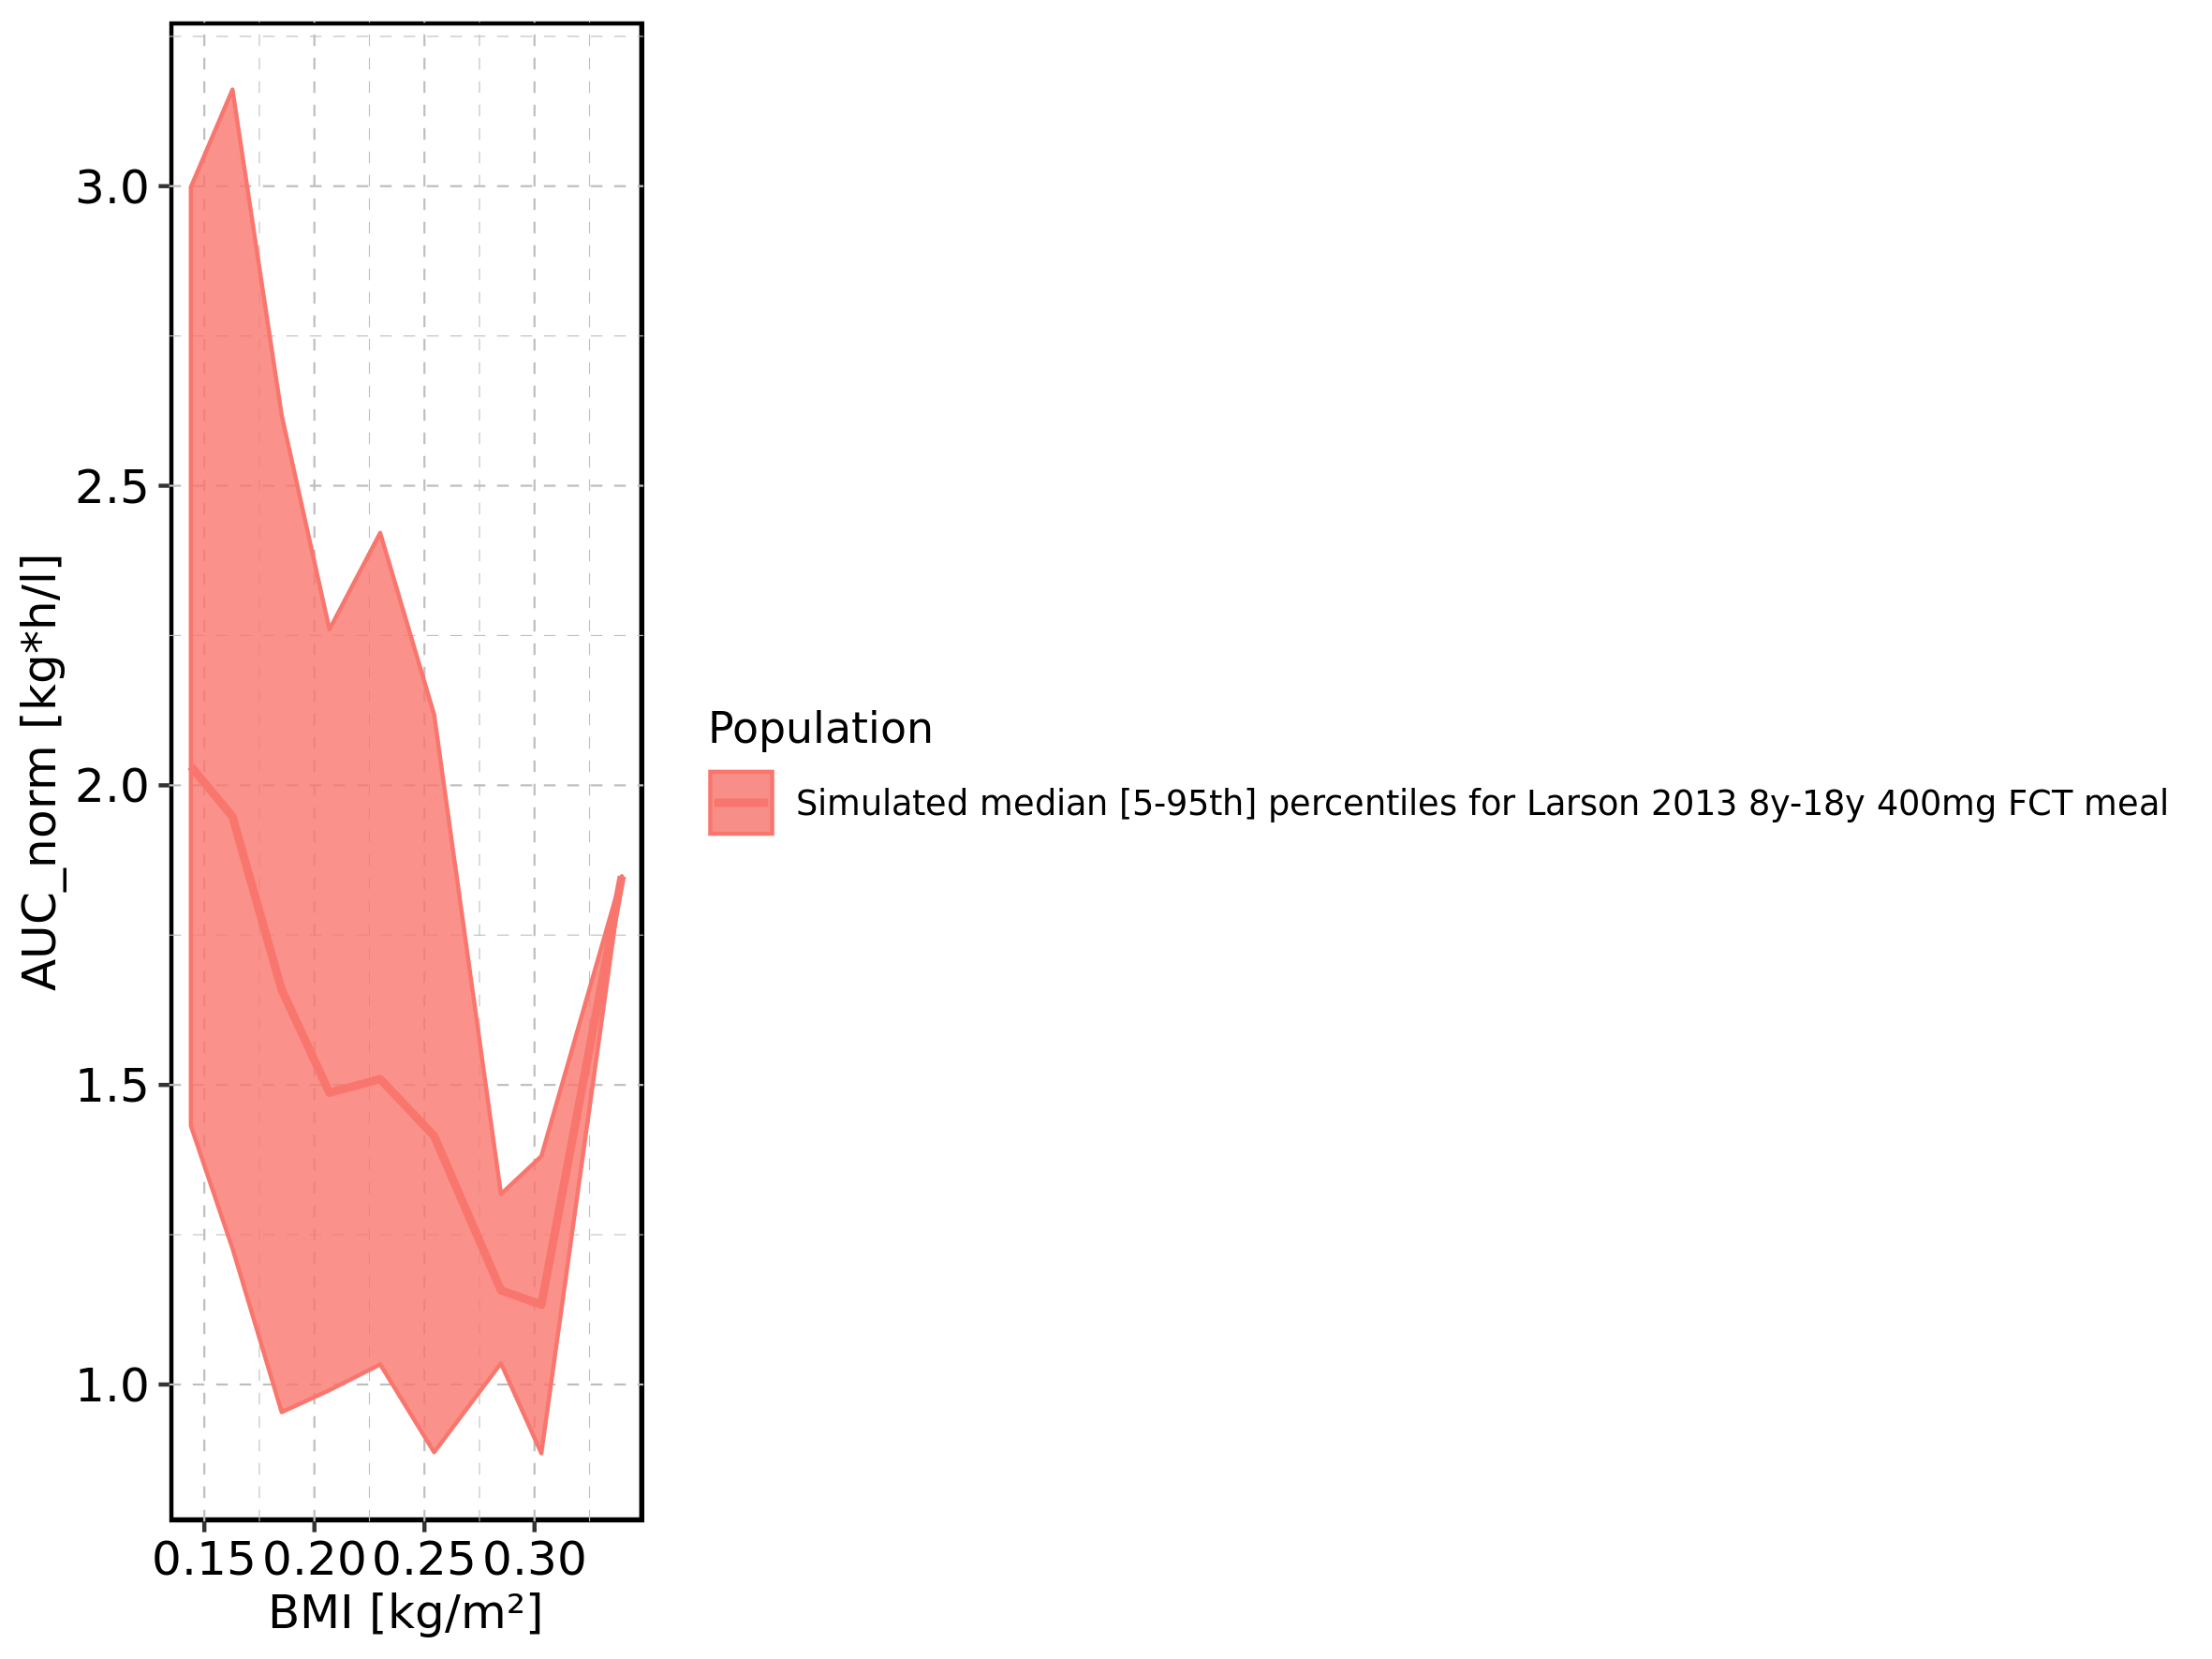 AUC_norm [kg*h/l]
3.0
2.5
2.0
1.5
1.0
0.15 0.20 0.25 0.30
BMI [kg/m²]
Population
Simulated median [5-95th] percentiles for Larson 2013 8y-18y 400mg FCT meal